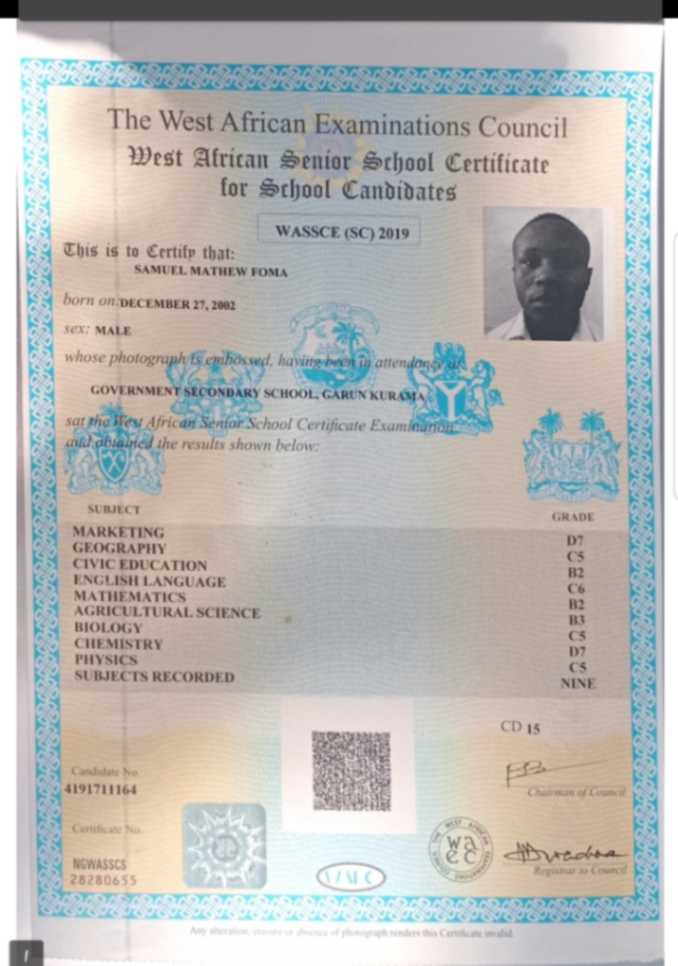 The West African Examinations Council
West African Senior School Certificate
for School Candidates
WASSCE (SC) 2019
This is to Certify that:
SAMUEL MATHEW FOMA
born on: DECEMBER 27, 2002
sex: MALE
whose photograph is embossed, having been in attendance at
GOVERNMENT SECONDARY SCHOOL, GARUN KURAMA
sat the West African Senior School Certificate Examination
and obtained the results shown below:
SUBJECT GRADE
MARKETING D7
GEOGRAPHY C5
CIVIC EDUCATION B2
ENGLISH LANGUAGE C6
MATHEMATICS B2
AGRICULTURAL SCIENCE B3
BIOLOGY C5
CHEMISTRY D7
PHYSICS C5
SUBJECTS RECORDED NINE
CD 15
Candidate No.
4191711164
Chairman of Council
Certificate No.
NGWASSCS
28280655
WAEC
waec
Registrar to Council
Any alteration, erasure or absence of photograph renders this Certificate invalid.